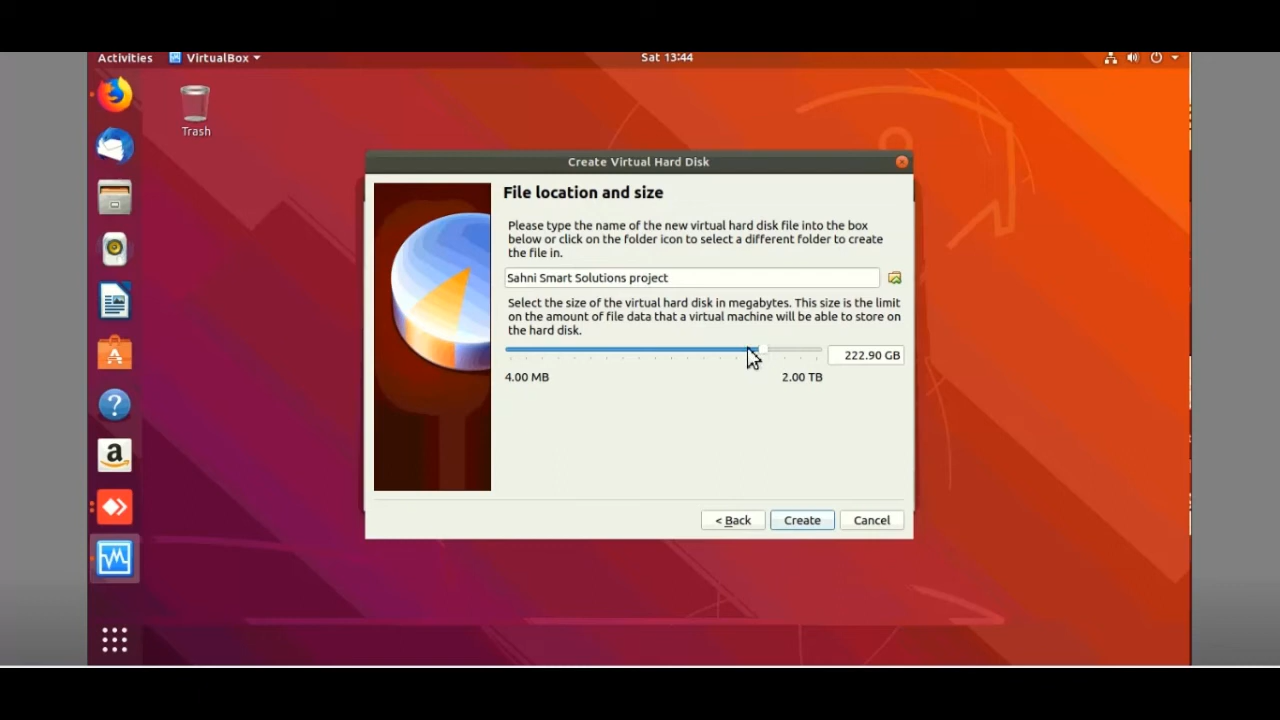 Activities VirtualBox Sat 13:44
Trash
Create Virtual Hard Disk
File location and size
Please type the name of the new virtual hard disk file into the box
below or click on the folder icon to select a different folder to create
the file in.
Sahni Smart Solutions project
Select the size of the virtual hard disk in megabytes. This size is the limit
on the amount of file data that a virtual machine will be able to store on
the hard disk.
222.90 GB
4.00 MB 2.00 TB
< Back Create Cancel